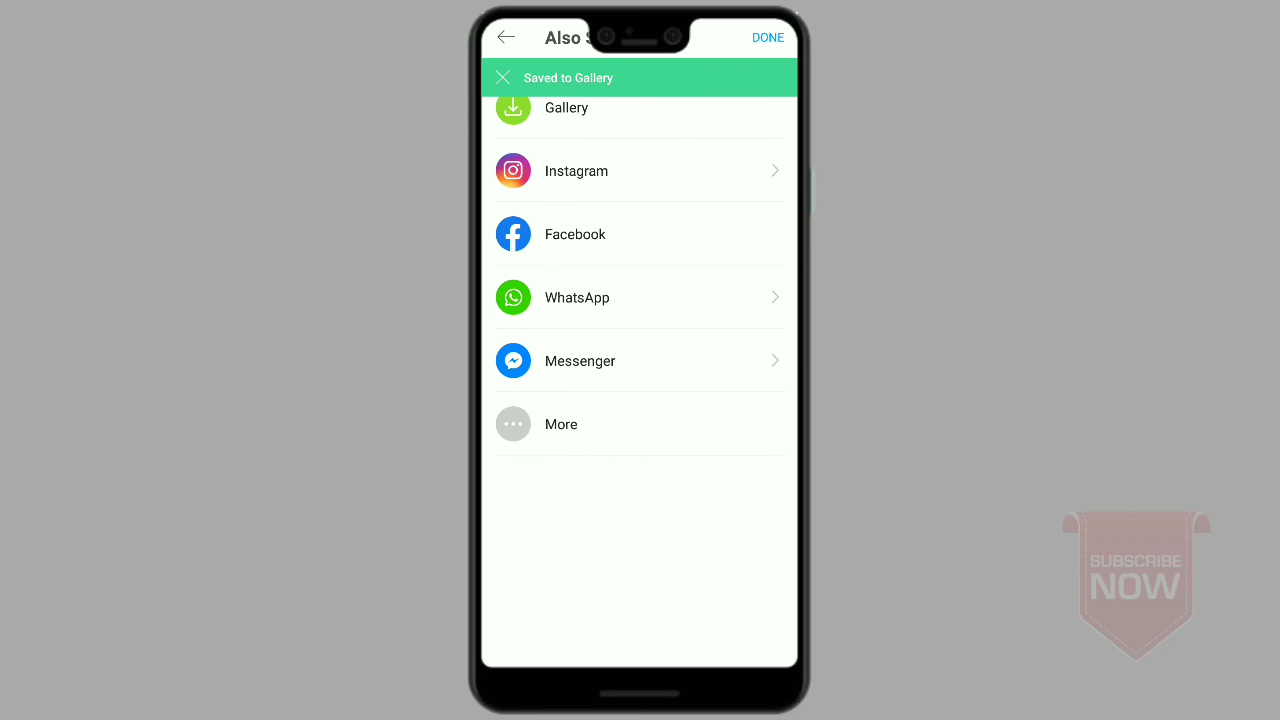 Also
DONE
Saved to Gallery
Gallery
Instagram
Facebook
WhatsApp
Messenger
More
SUBSCRIBE
NOW